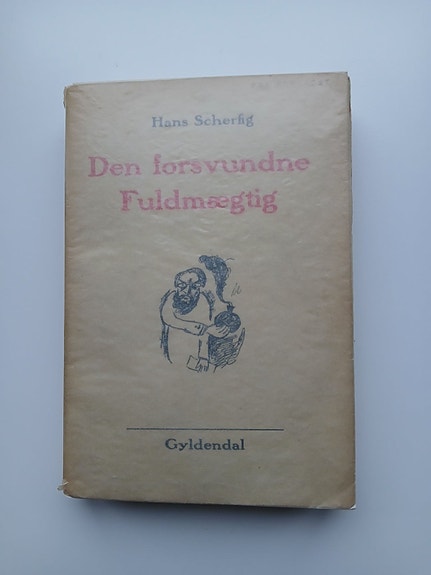 Hans Scherfig
Den forsvundne
Fuldmægtig
Gyldendal